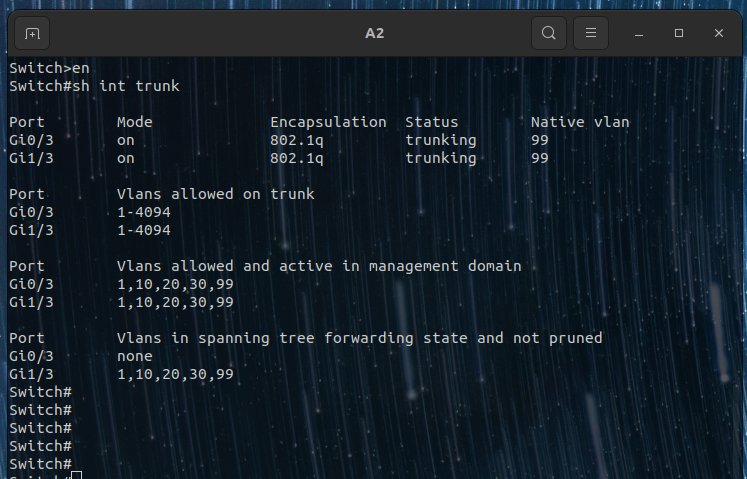 A2
Switch>en
Switch#sh int trunk
Port        Mode             Encapsulation  Status        Native vlan
Gi0/3       on               802.1q         trunking      99
Gi1/3       on               802.1q         trunking      99
Port        Vlans allowed on trunk
Gi0/3       1-4094
Gi1/3       1-4094
Port        Vlans allowed and active in management domain
Gi0/3       1,10,20,30,99
Gi1/3       1,10,20,30,99
Port        Vlans in spanning tree forwarding state and not pruned
Gi0/3       none
Gi1/3       1,10,20,30,99
Switch#
Switch#
Switch#
Switch#
Switch#
Switch#